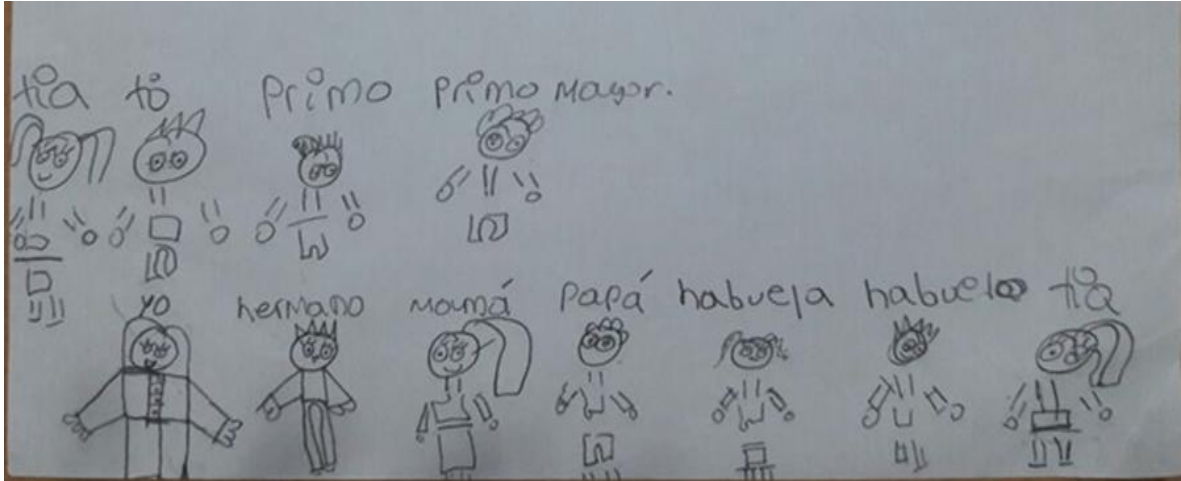 tia tio primo primo mayor.
yo hermano mamá papá habuela habuelo tia